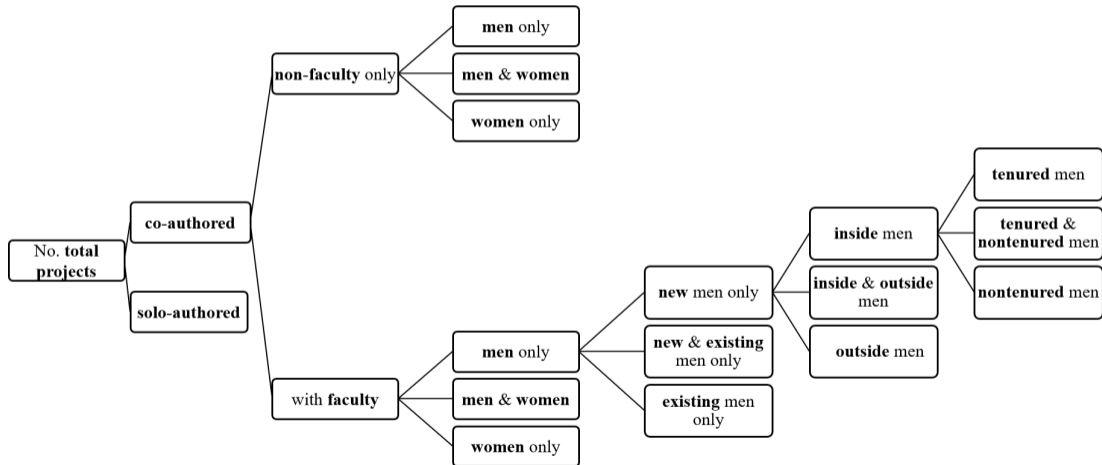 men only
non-faculty only
men & women
women only
tenured men
co-authored
inside men
tenured &
nontenured men
No. total
projects
new men only
inside & outside
men
nontenured men
solo-authored
men only
new & existing
men only
outside men
with faculty
men & women
existing men
only
women only